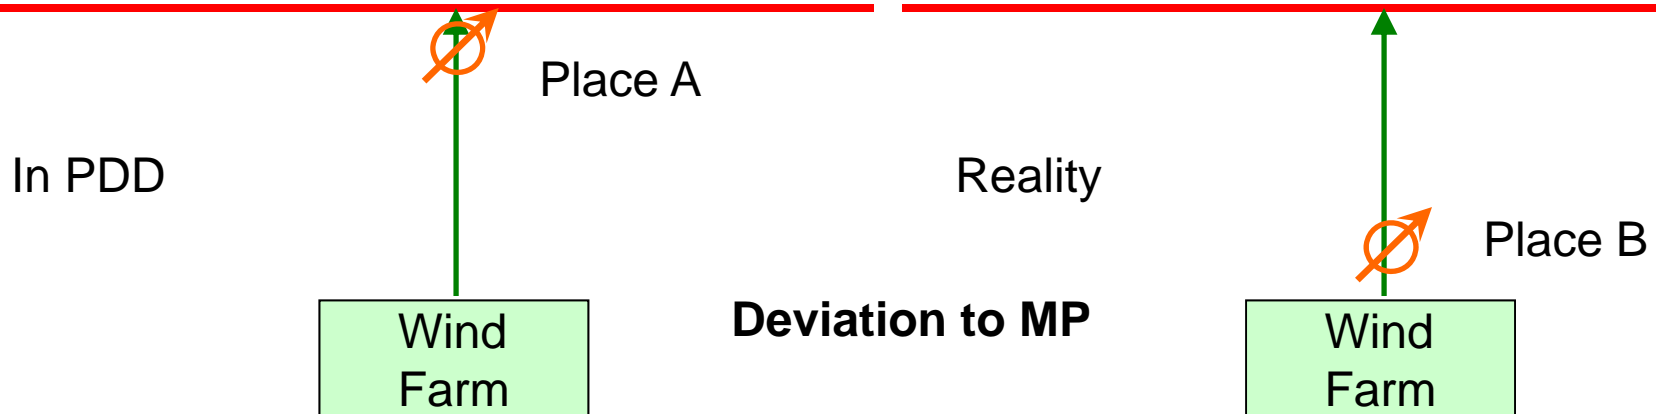 Place A
In PDD
Reality
Place B
Deviation to MP
Wind
Farm
Wind
Farm